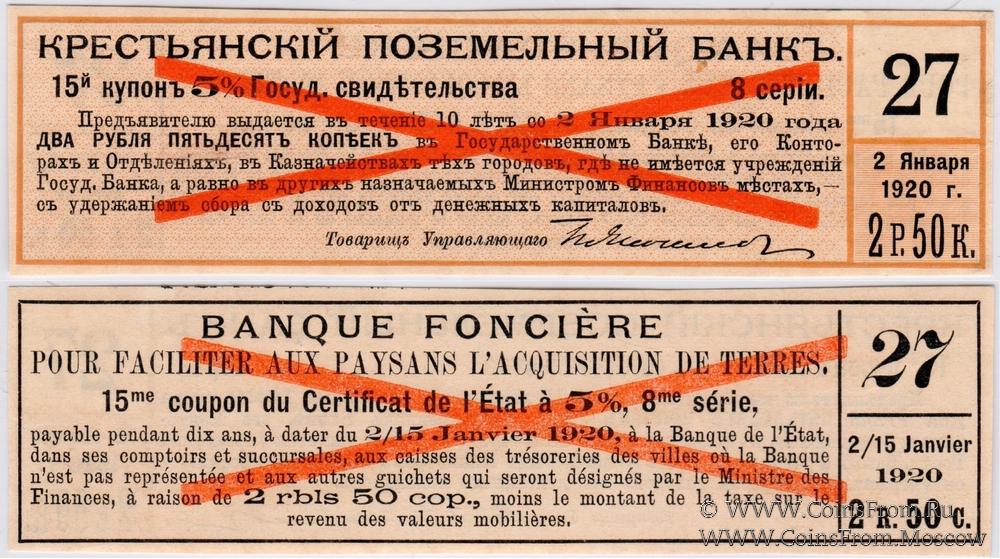 КРЕСТЬЯНСКІЙ ПОЗЕМЕЛЬНЫЙ БАНКЪ.
15й купонъ 5% Госуд. свидѣтельства 8 серіи.
Предъявителю выдается въ теченіе 10 лѣтъ со 2 Января 1920 года
ДВА РУБЛЯ ПЯТЬДЕСЯТЪ КОПѢЕКЪ въ Государственномъ Банкѣ, его Конто-
рахъ и Отдѣленіяхъ, въ Казначействахъ тѣхъ городовъ, гдѣ не имѣется учрежденій
Госуд. Банка, а равно въ другихъ назначаемыхъ Министромъ Финансовъ мѣстахъ,—
съ удержаніемъ сбора съ доходовъ отъ денежныхъ капиталовъ.
Товарищъ Управляющаго
27
2 Января
1920 г.
2 Р. 50 К.
BANQUE FONCIÈRE
POUR FACILITER AUX PAYSANS L'ACQUISITION DE TERRES.
15me coupon du Certificat de l'État à 5%, 8me série,
payable pendant dix ans, à dater du 2/15 Janvier 1920, à la Banque de l'État,
dans ses comptoirs et succursales, aux caisses des trésoreries des villes où la Banque
n'est pas représentée et aux autres guichets qui seront désignés par le Ministre des
Finances, à raison de 2 rbls 50 cop., moins le montant de la taxe sur le
revenu des valeurs mobilières.
27
2/15 Janvier
1920
2 R. 50 C.
© WWW.CoinsFrom.Ru
WWW.CoinsFrom.Moscow